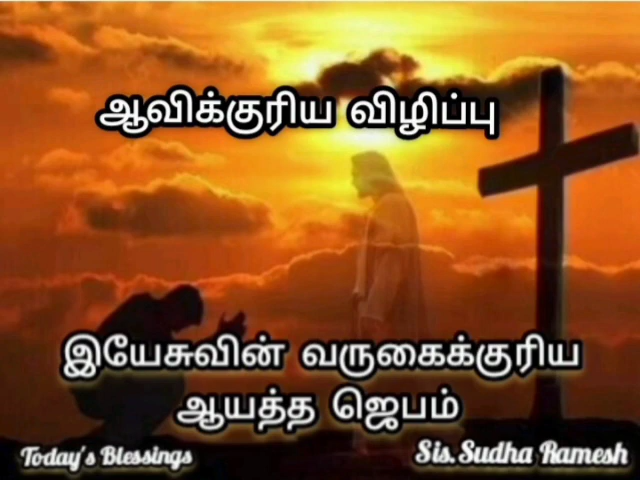 ஆவிக்குரிய விழிப்பு
இயேசுவின் வருகைக்குரிய
ஆயத்த ஜெபம்
Today's Blessings
Sis. Sudha Ramesh